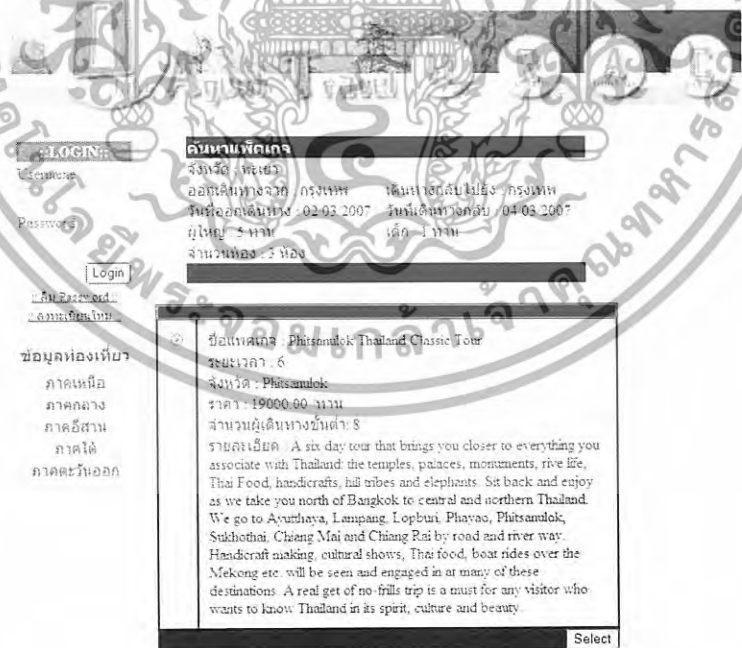 ::LOGIN::
Username
Password
Login
:: ลืม Password ::
:: ลงทะเบียนใหม่ ::
ข้อมูลท่องเที่ยว
ภาคเหนือ
ภาคกลาง
ภาคอีสาน
ภาคใต้
ภาคตะวันออก
ค้นหาแพ็คเกจ
จังหวัด : พะเยา
ออกเดินทางจาก : กรุงเทพ เดินทางกลับไปยัง : กรุงเทพ
วันที่ออกเดินทาง : 02/03/2007 วันที่เดินทางกลับ : 04/03/2007
ผู้ใหญ่ : 5 ท่าน เด็ก : 1 ท่าน
จำนวนห้อง : 3 ห้อง
ชื่อแพคเกจ : Phitsanulok Thailand Classic Tour
ระยะเวลา : 6
จังหวัด : Phitsanulok
ราคา : 19000.00 บาท
จำนวนผู้เดินทางขั้นต่ำ: 8
รายละเอียด : A six day tour that brings you closer to everything you
associate with Thailand: the temples, palaces, monuments, rive life,
Thai Food, handicrafts, hill tribes and elephants. Sit back and enjoy
as we take you north of Bangkok to central and northern Thailand.
We go to Ayutthaya, Lampang, Lopburi, Phayao, Phitsanulok,
Sukhothai, Chiang Mai and Chiang Rai by road and river way.
Handicraft making, cultural shows, Thai food, boat rides over the
Mekong etc. will be seen and engaged in at many of these
destinations. A real get of no-frills trip is a must for any visitor who
wants to know Thailand in its spirit, culture and beauty.
Select